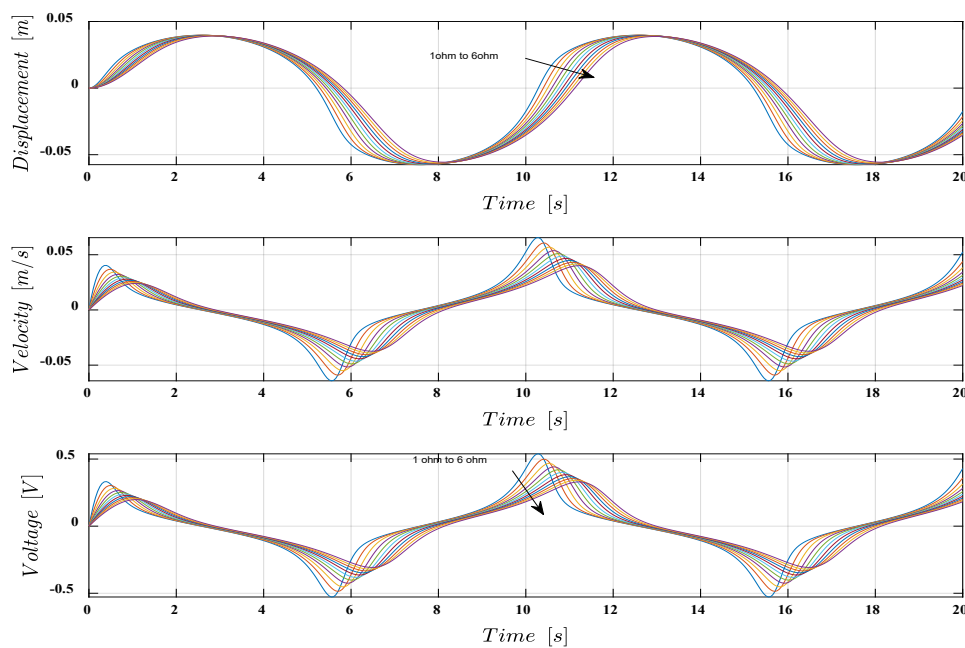 Displacement [m]
0.05
0
-0.05
1ohm to 6ohm
0 2 4 6 8 10 12 14 16 18 20
Time [s]
Velocity [m/s]
0.05
0
-0.05
0 2 4 6 8 10 12 14 16 18 20
Time [s]
Voltage [V]
0.5
0
-0.5
1 ohm to 6 ohm
0 2 4 6 8 10 12 14 16 18 20
Time [s]